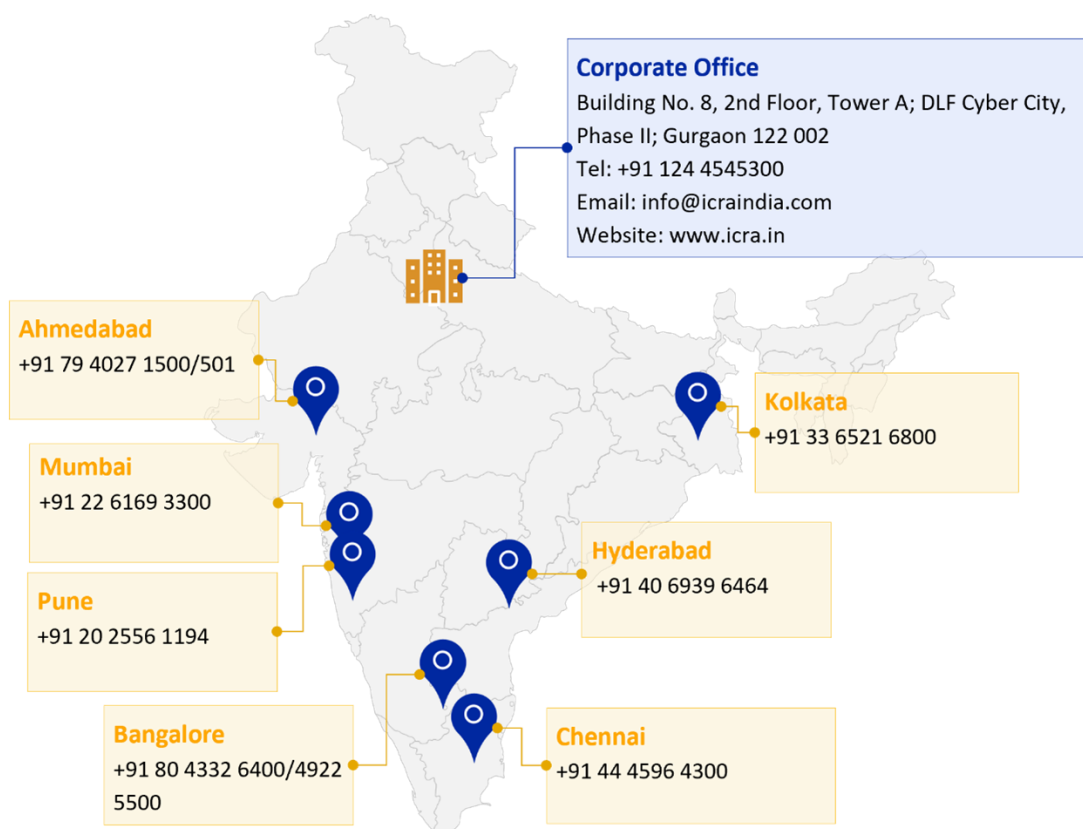 Corporate Office
Building No. 8, 2nd Floor, Tower A; DLF Cyber City,
Phase II; Gurgaon 122 002
Tel: +91 124 4545300
Email: info@icraindia.com
Website: www.icra.in
Ahmedabad
+91 79 4027 1500/501
Kolkata
+91 33 6521 6800
Mumbai
+91 22 6169 3300
Hyderabad
+91 40 6939 6464
Pune
+91 20 2556 1194
Bangalore
+91 80 4332 6400/4922
5500
Chennai
+91 44 4596 4300